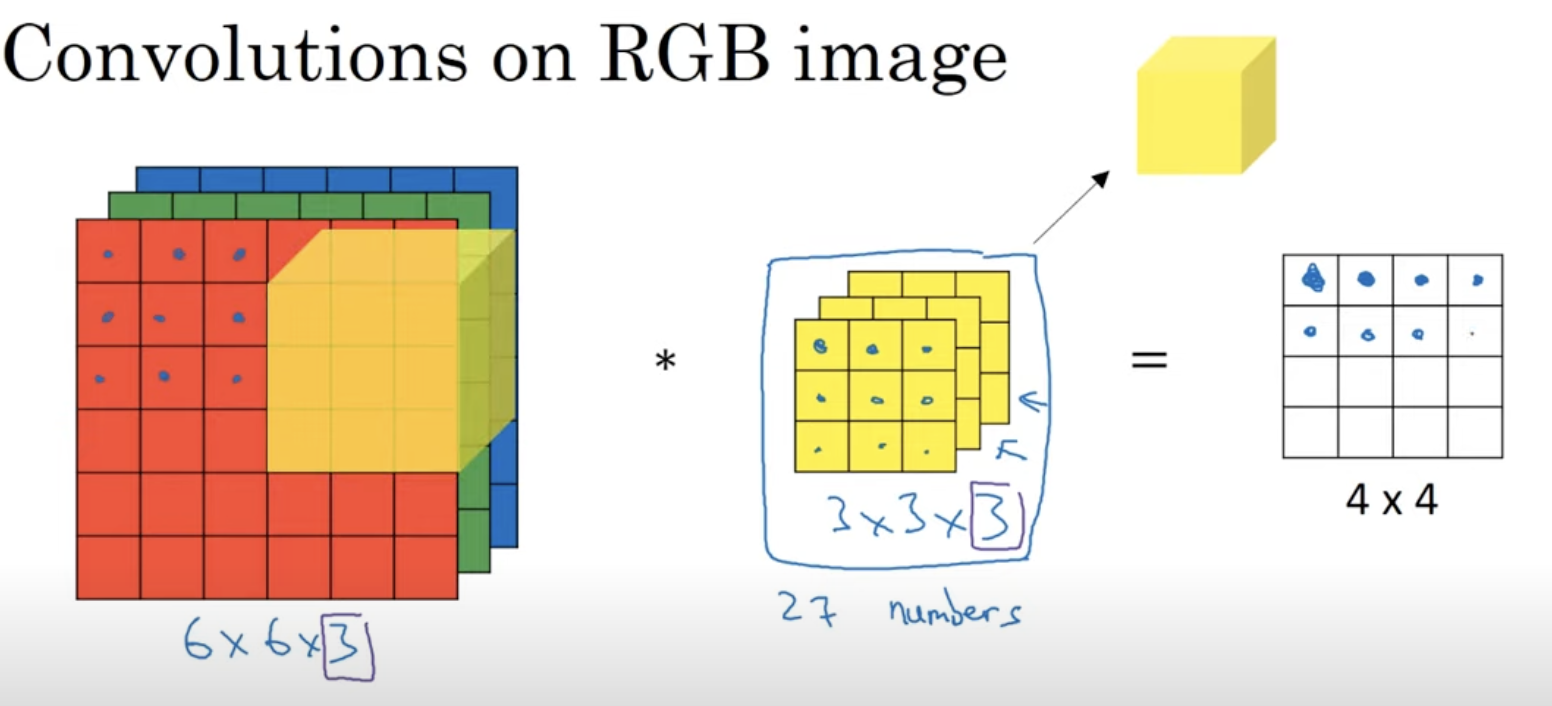 Convolutions on RGB image
*
=
3x3x3
4 x 4
27 numbers
6x6x3